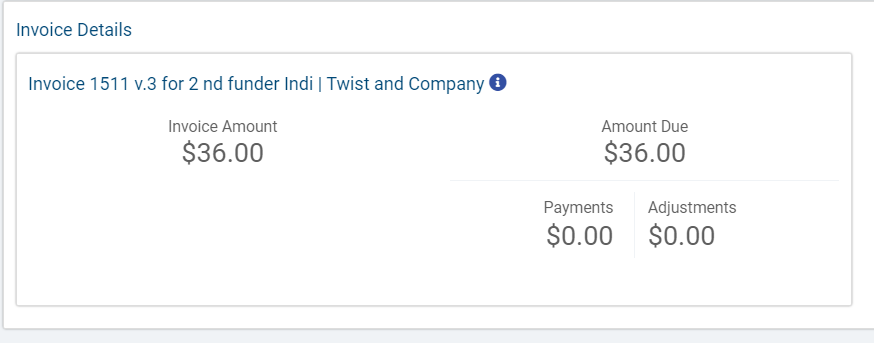 Invoice Details
Invoice 1511 v.3 for 2 nd funder Indi | Twist and Company
Invoice Amount
$36.00
Amount Due
$36.00
Payments
$0.00
Adjustments
$0.00